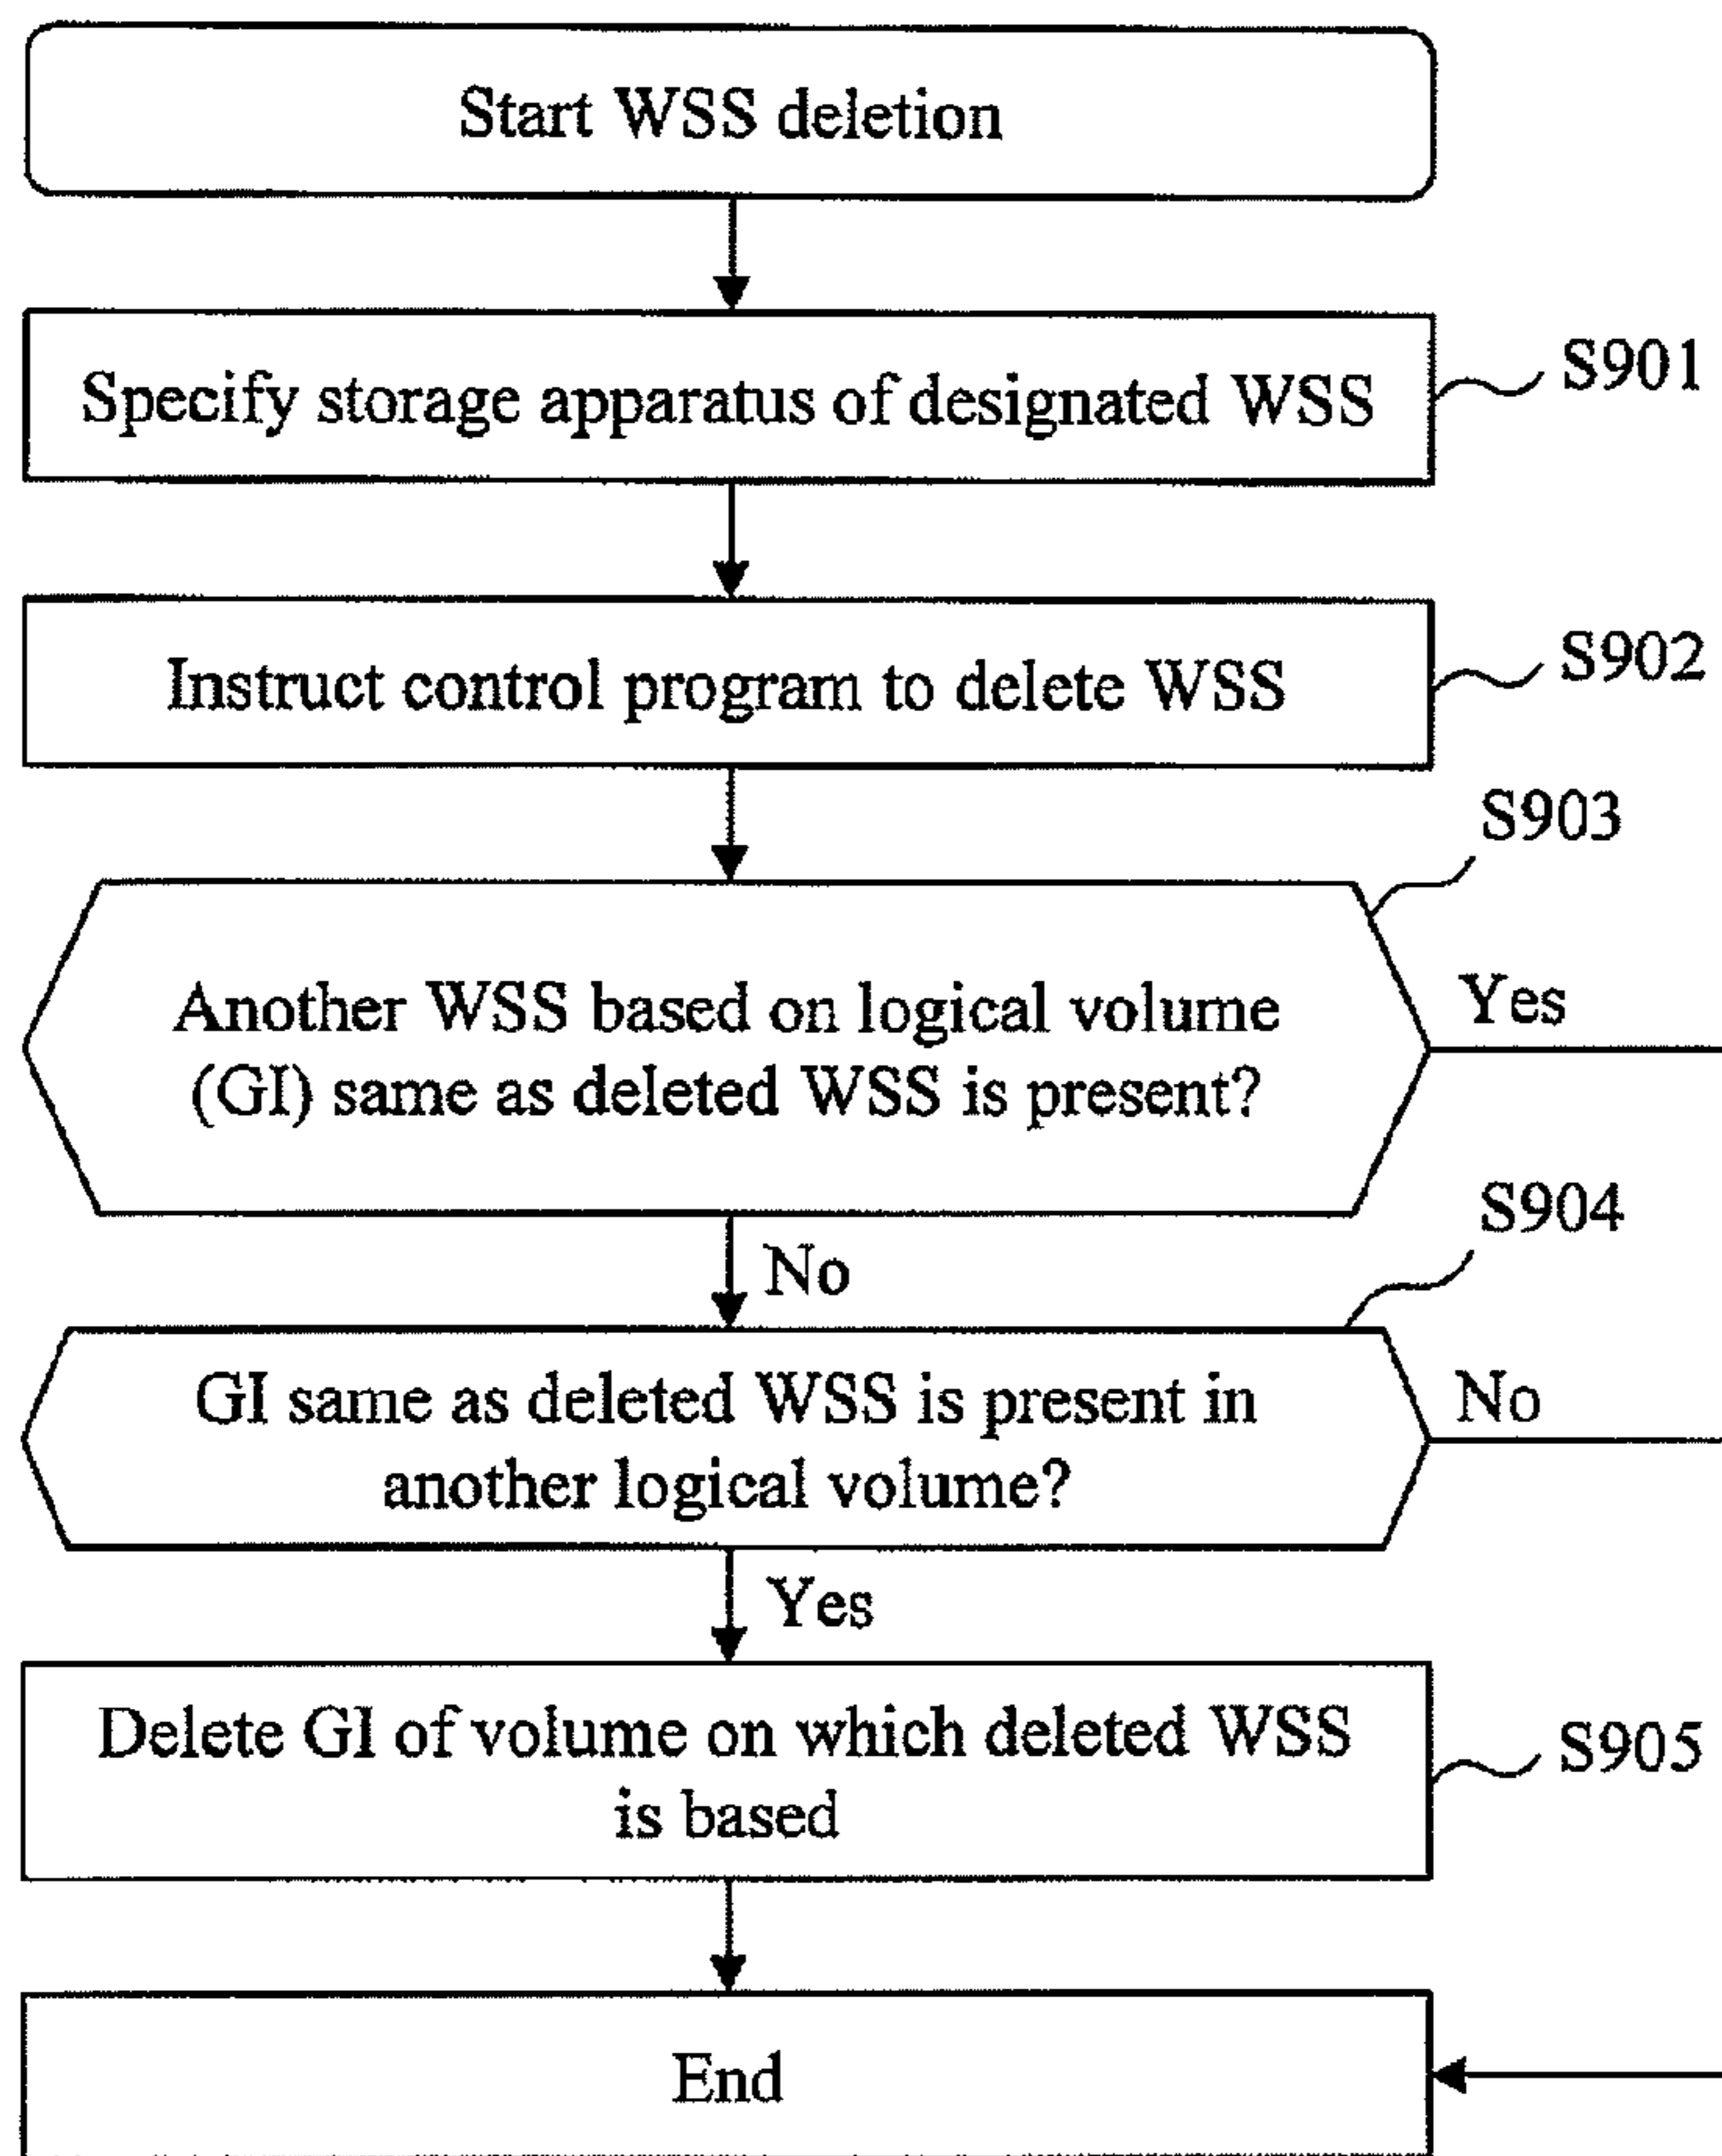 Start WSS deletion
Specify storage apparatus of designated WSS
S901
Instruct control program to delete WSS
S902
S903
Another WSS based on logical volume
(GI) same as deleted WSS is present?
Yes
No
S904
GI same as deleted WSS is present in
another logical volume?
No
Yes
Delete GI of volume on which deleted WSS
is based
S905
End